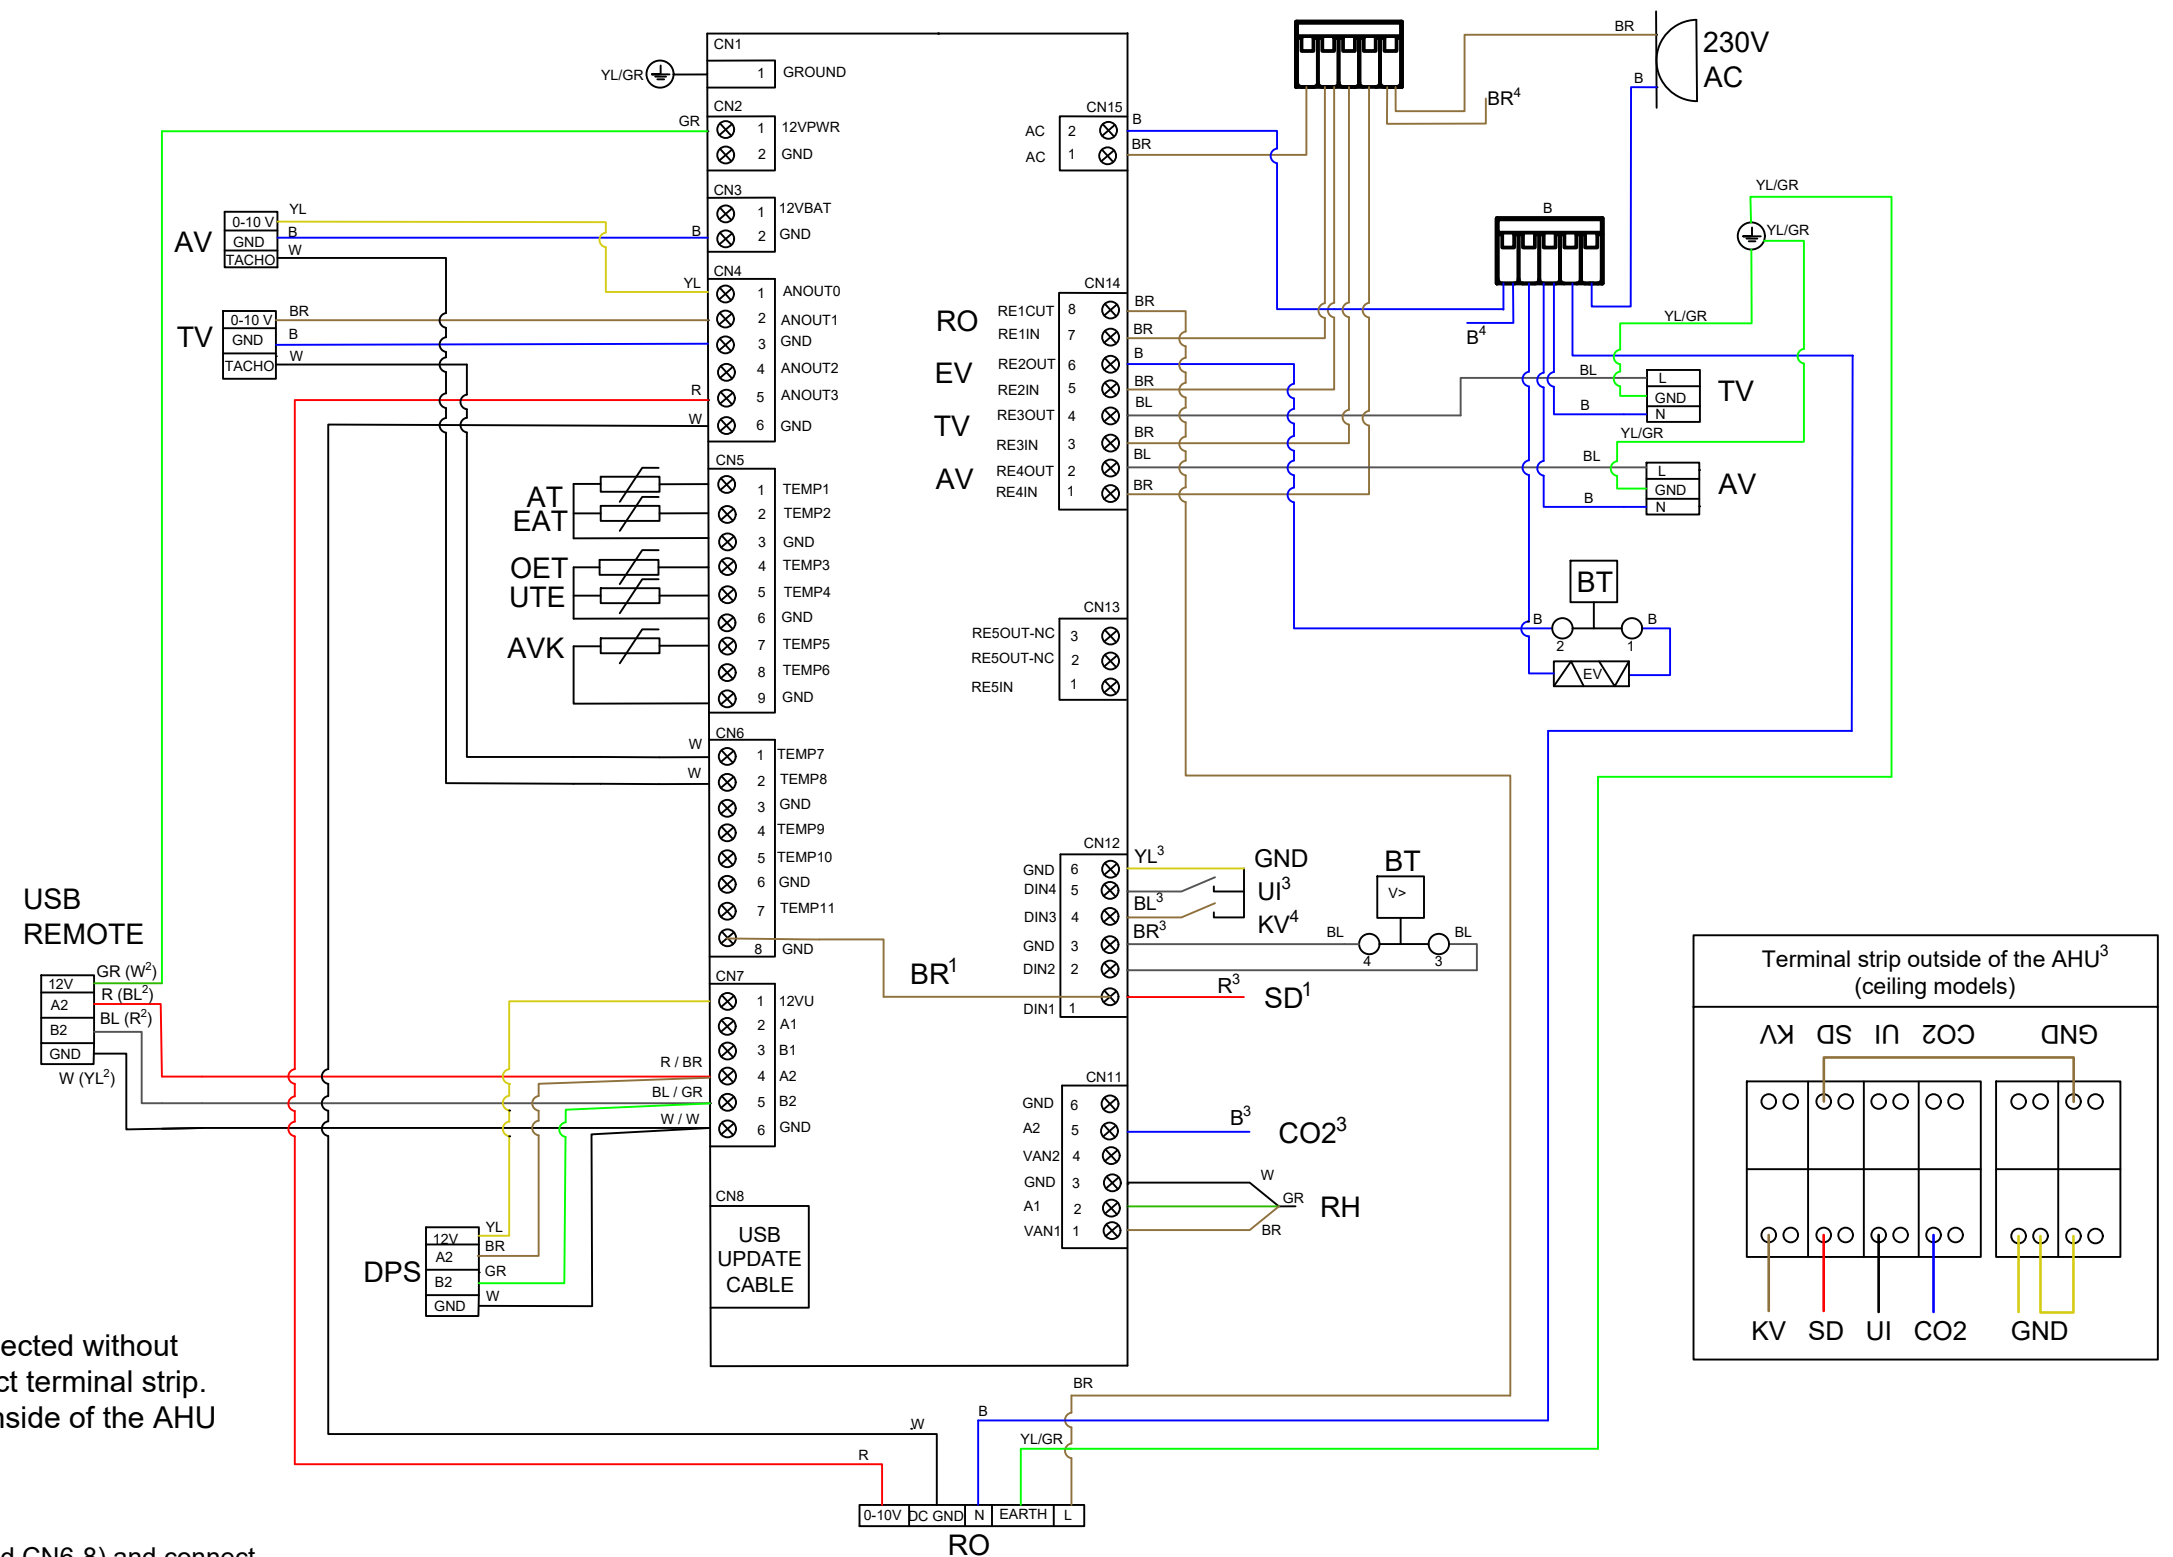 CN1
YL/GR
1 GROUND
CN2
GR
1 12VPWR
2 GND
CN3
1 12VBAT
B
2 GND
AV
0-10 V YL
GND B
TACHO W
CN4
YL
1 ANOUT0
2 ANOUT1
3 GND
4 ANOUT2
R
5 ANOUT3
W
6 GND
TV
0-10 V BR
GND B
TACHO W
CN5
AT
1 TEMP1
EAT
2 TEMP2
3 GND
OET
4 TEMP3
UTE
5 TEMP4
6 GND
AVK
7 TEMP5
8 TEMP6
9 GND
CN6
W
1 TEMP7
W
2 TEMP8
3 GND
4 TEMP9
5 TEMP10
6 GND
7 TEMP11
8 GND
BR1
USB
REMOTE
12V GR (W2)
A2 R (BL2)
B2 BL (R2)
GND
W (YL2)
CN7
1 12VU
2 A1
3 B1
R / BR
4 A2
BL / GR
5 B2
W / W
6 GND
DPS
12V YL
A2 BR
B2 GR
GND W
CN8
USB
UPDATE
CABLE
CN15
AC 2 B
AC 1 BR
CN14
RO
RE1CUT 8 BR
RE1IN 7 BR
EV
RE2OUT 6 B
RE2IN 5 BR
TV
RE3OUT 4 BL
RE3IN 3 BR
AV
RE4OUT 2 BL
RE4IN 1 BR
CN13
RE5OUT-NC 3
RE5OUT-NC 2
RE5IN 1
CN12
GND 6 YL3 GND
DIN4 5 UI3
BL3
DIN3 4 KV4
BR3
GND 3
DIN2 2
DIN1 1
R3 SD1
BT
V>
BL BL
4 3
CN11
GND 6
A2 5 B3 CO23
VAN2 4
GND 3 W
A1 2 GR RH
VAN1 1 BR
BR
230V
AC
B
BR4
B
B4
YL/GR
YL/GR
YL/GR
BL L TV
GND
B N
YL/GR
BL L AV
GND
B N
BT
B B
2 1
EV
Terminal strip outside of the AHU3
(ceiling models)
KV SD UI CO2 GND
KV SD UI CO2 GND
ected without
ct terminal strip.
nside of the AHU
BR
B
.W
YL/GR
R
0-10V DC GND N EARTH L
RO
d CN6-8) and connect